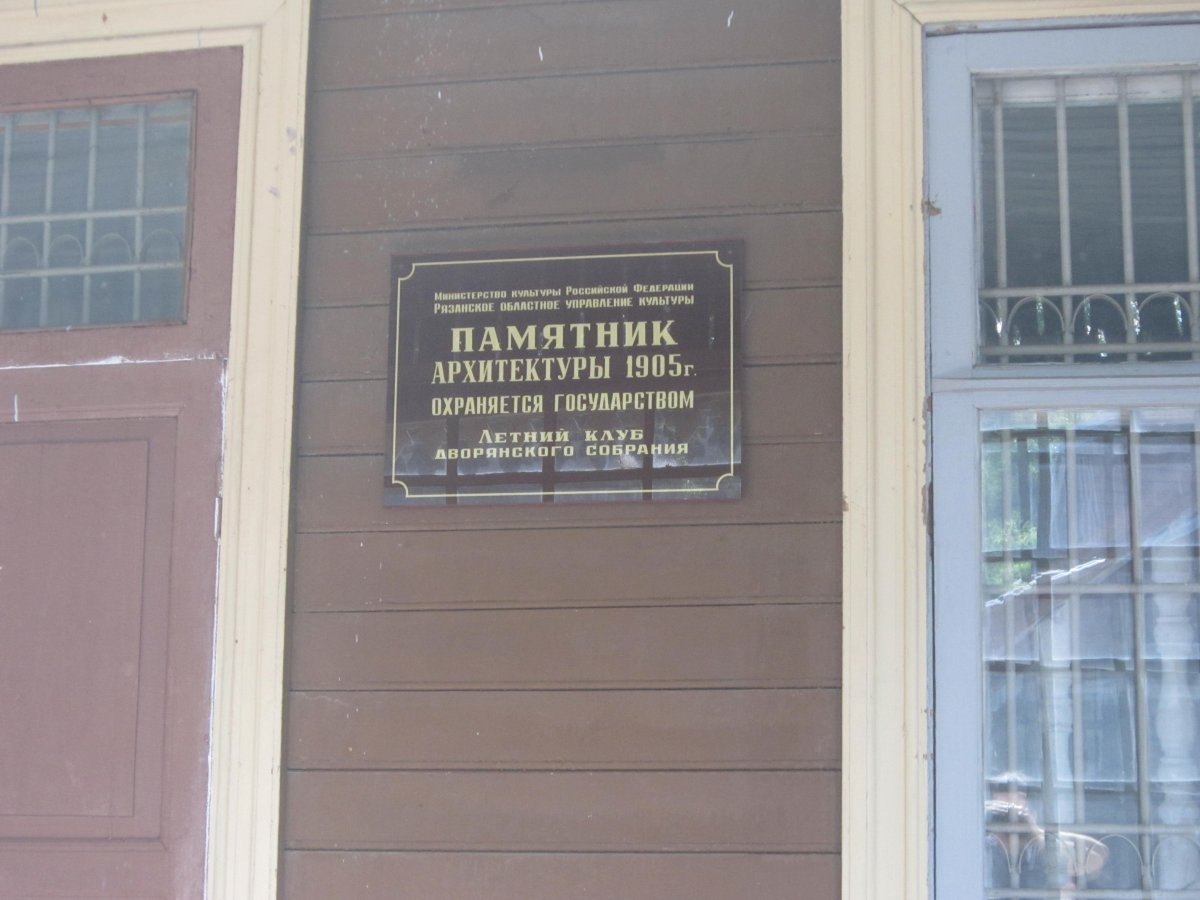 Министерство культуры Российской Федерации
Рязанское областное управление культуры
ПАМЯТНИК
АРХИТЕКТУРЫ 1905г.
ОХРАНЯЕТСЯ ГОСУДАРСТВОМ
Летний клуб
дворянского собрания